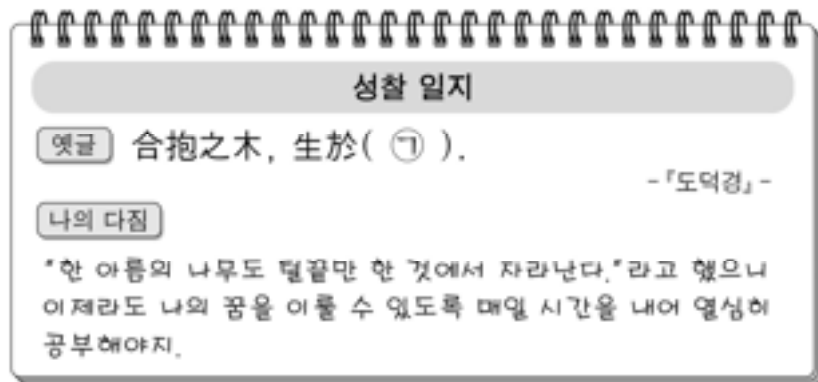 성찰 일지
옛글 合抱之木, 生於( ㉠ ).
-『도덕경』-
나의 다짐
"한 아름의 나무도 털끝만 한 것에서 자라난다."라고 했으니
이제라도 나의 꿈을 이룰 수 있도록 매일 시간을 내어 열심히
공부해야지.